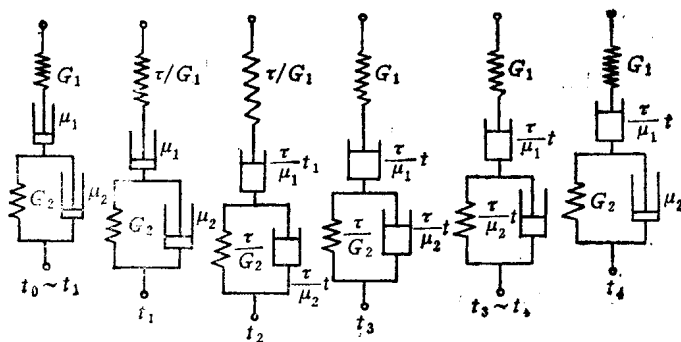 G₁
μ₁
G₂
μ₂
t₀~t₁
τ/G₁
μ₁
G₂
μ₂
t₁
τ/G₁
τ/μ₁ t₁
τ/G₂
τ/μ₂ t
t₂
G₁
τ/μ₁ t
τ/G₂
τ/μ₂ t
t₃
G₁
τ/μ₁ t
τ/μ₂ t
t₃~t₄
G₁
τ/μ₁ t
G₂
μ₂
t₄